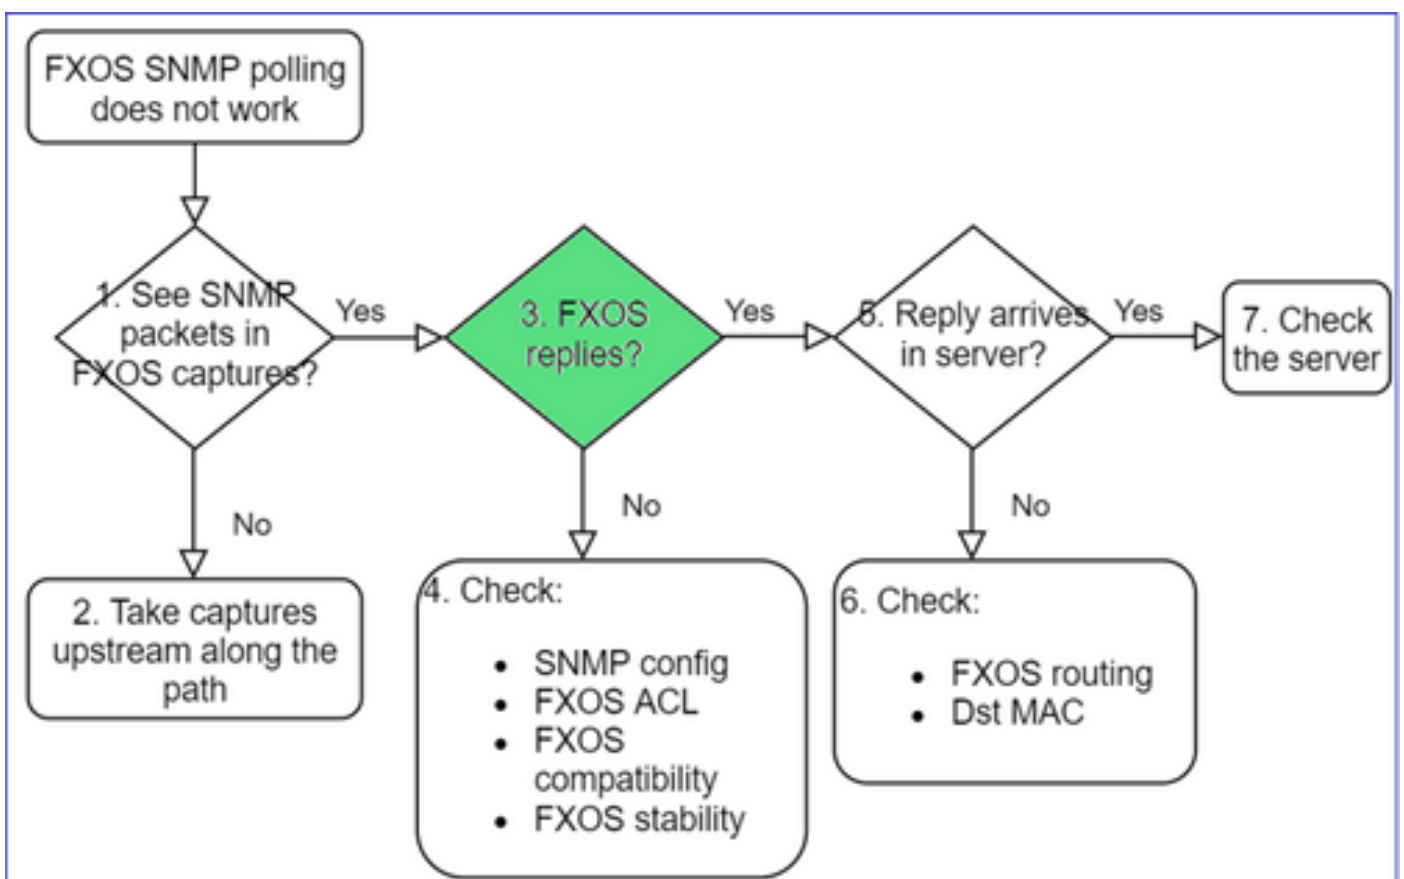 FXOS SNMP polling
does not work
1. See SNMP
packets in
FXOS captures?
Yes
3. FXOS
replies?
Yes
5. Reply arrives
in server?
Yes
7. Check
the server
No
No
No
2. Take captures
upstream along the
path
4. Check:
• SNMP config
• FXOS ACL
• FXOS
compatibility
• FXOS stability
6. Check:
• FXOS routing
• Dst MAC